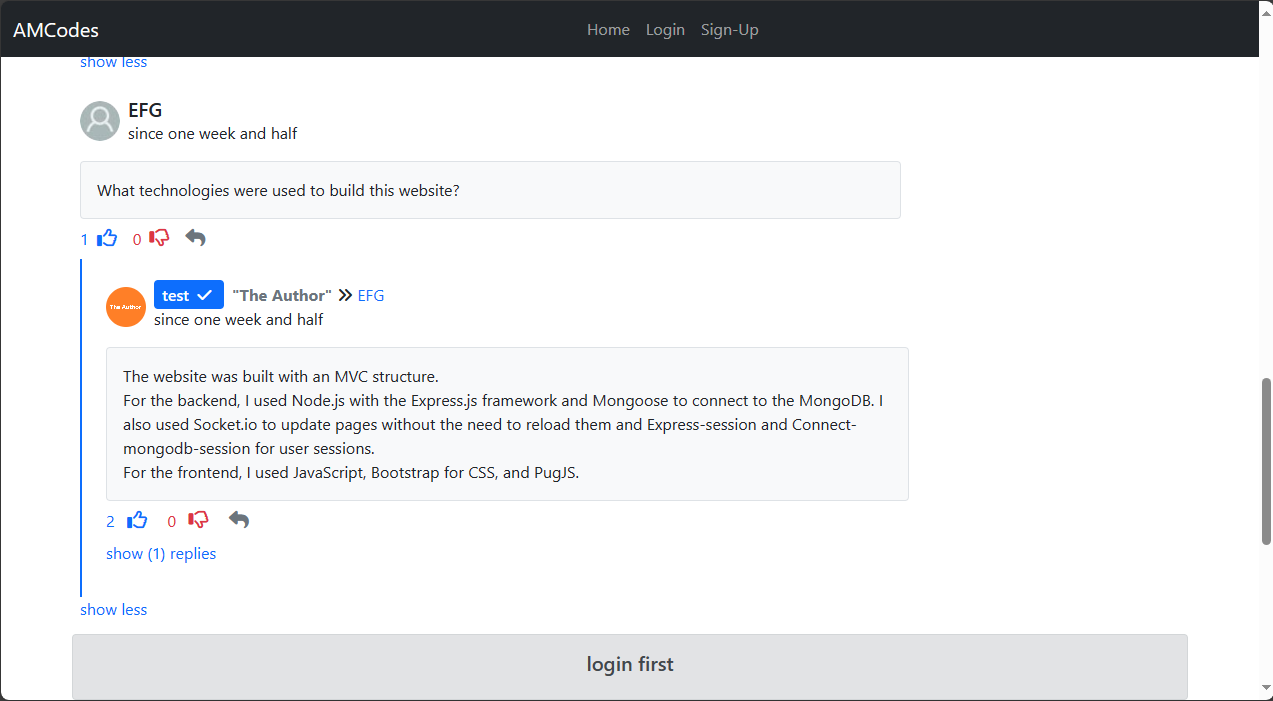 AMCodes
Home Login Sign-Up
show less
EFG
since one week and half
What technologies were used to build this website?
1 0
The Author
test "The Author" EFG
since one week and half
The website was built with an MVC structure.
For the backend, I used Node.js with the Express.js framework and Mongoose to connect to the MongoDB. I
also used Socket.io to update pages without the need to reload them and Express-session and Connect-
mongodb-session for user sessions.
For the frontend, I used JavaScript, Bootstrap for CSS, and PugJS.
2 0
show (1) replies
show less
login first